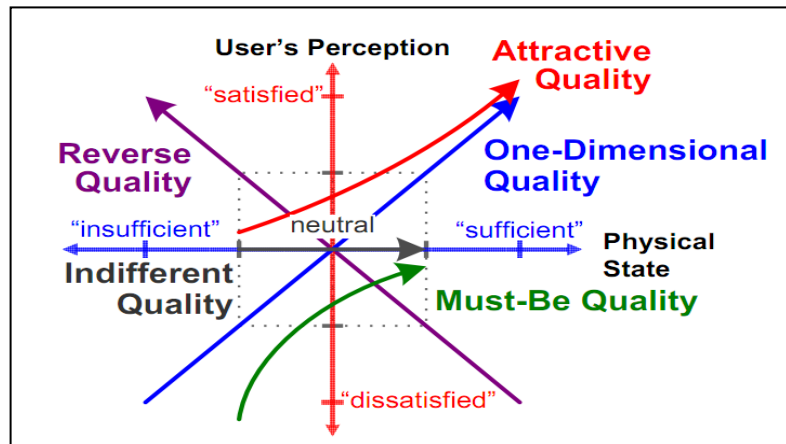 User's Perception
Attractive
Quality
"satisfied"
Reverse
Quality
One-Dimensional
Quality
"insufficient"
neutral
"sufficient"
Physical
State
Indifferent
Quality
Must-Be Quality
"dissatisfied"